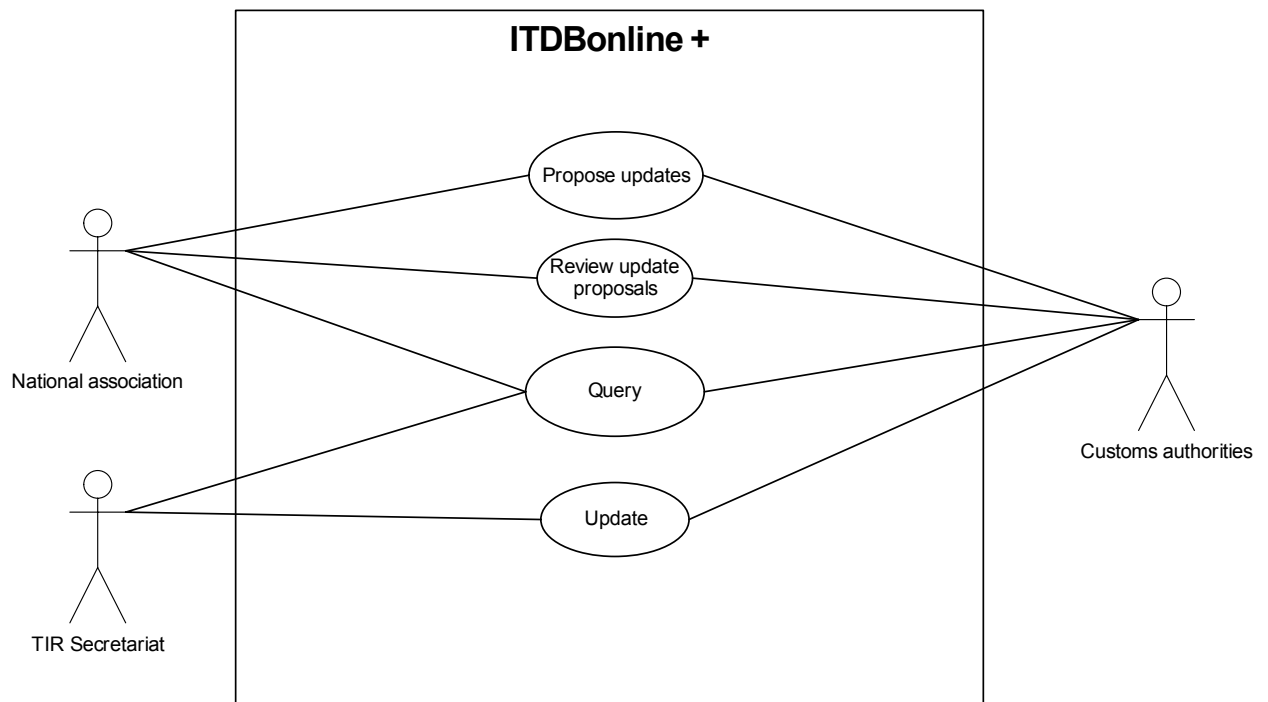 ITDBonline +
Propose updates
Review update
proposals
National association
Query
Customs authorities
Update
TIR Secretariat